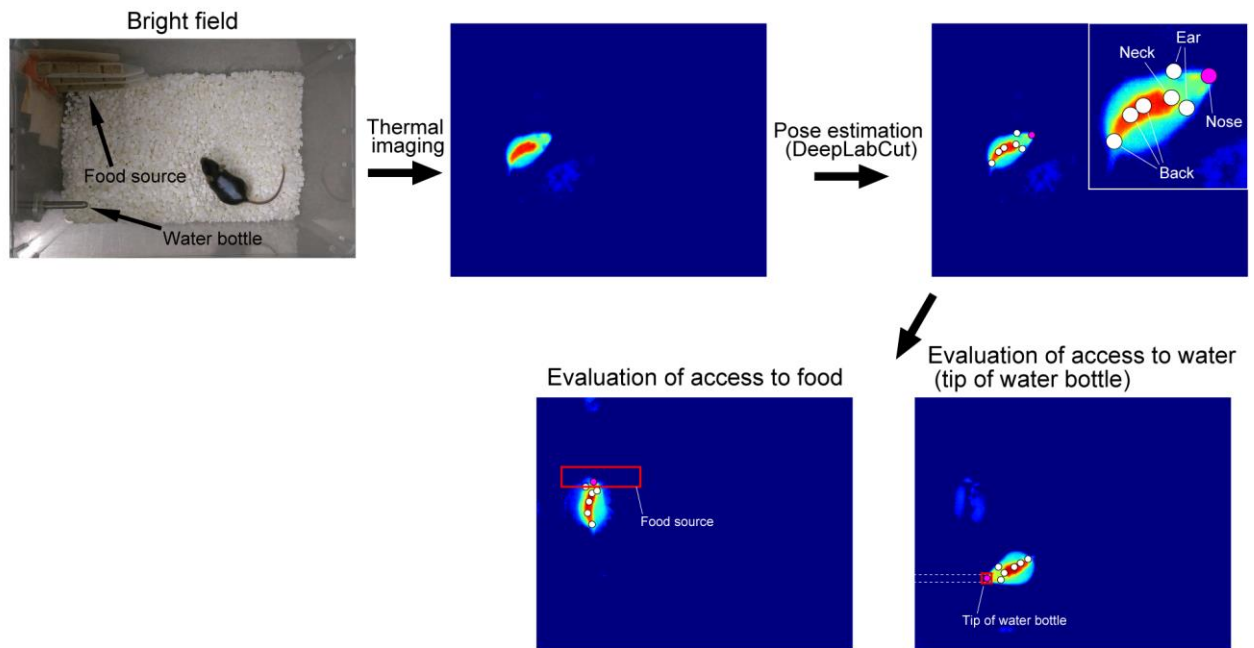 Bright field
Food source
Water bottle
Thermal
imaging
Pose estimation
(DeepLabCut)
Ear
Neck
Nose
Back
Evaluation of access to food
Food source
Evaluation of access to water
(tip of water bottle)
Tip of water bottle